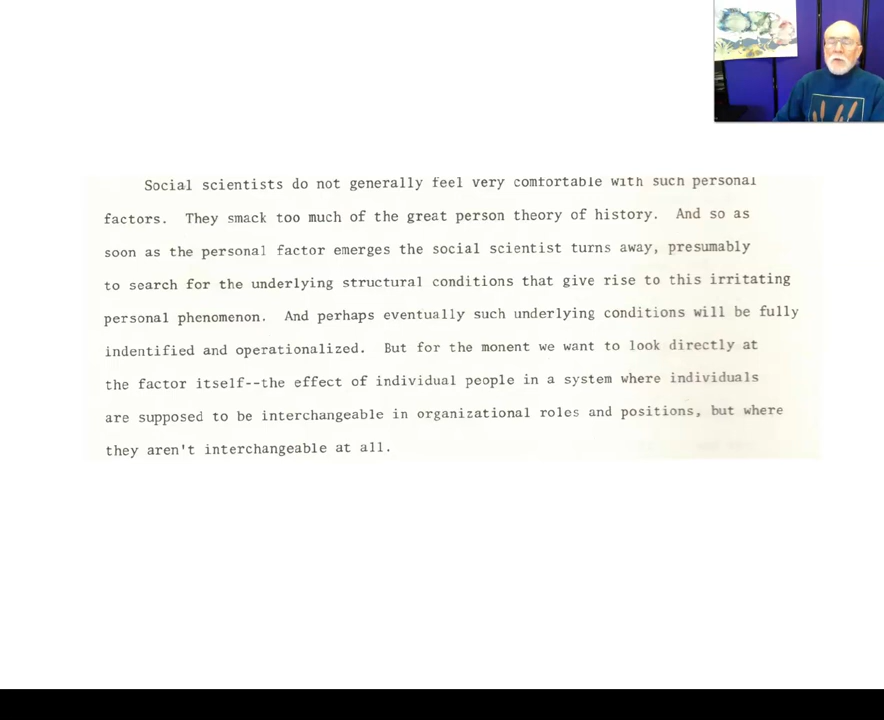 Social scientists do not generally feel very comfortable with such personal
factors. They smack too much of the great person theory of history. And so as
soon as the personal factor emerges the social scientist turns away, presumably
to search for the underlying structural conditions that give rise to this irritating
personal phenomenon. And perhaps eventually such underlying conditions will be fully
indentified and operationalized. But for the monent we want to look directly at
the factor itself--the effect of individual people in a system where individuals
are supposed to be interchangeable in organizational roles and positions, but where
they aren't interchangeable at all.